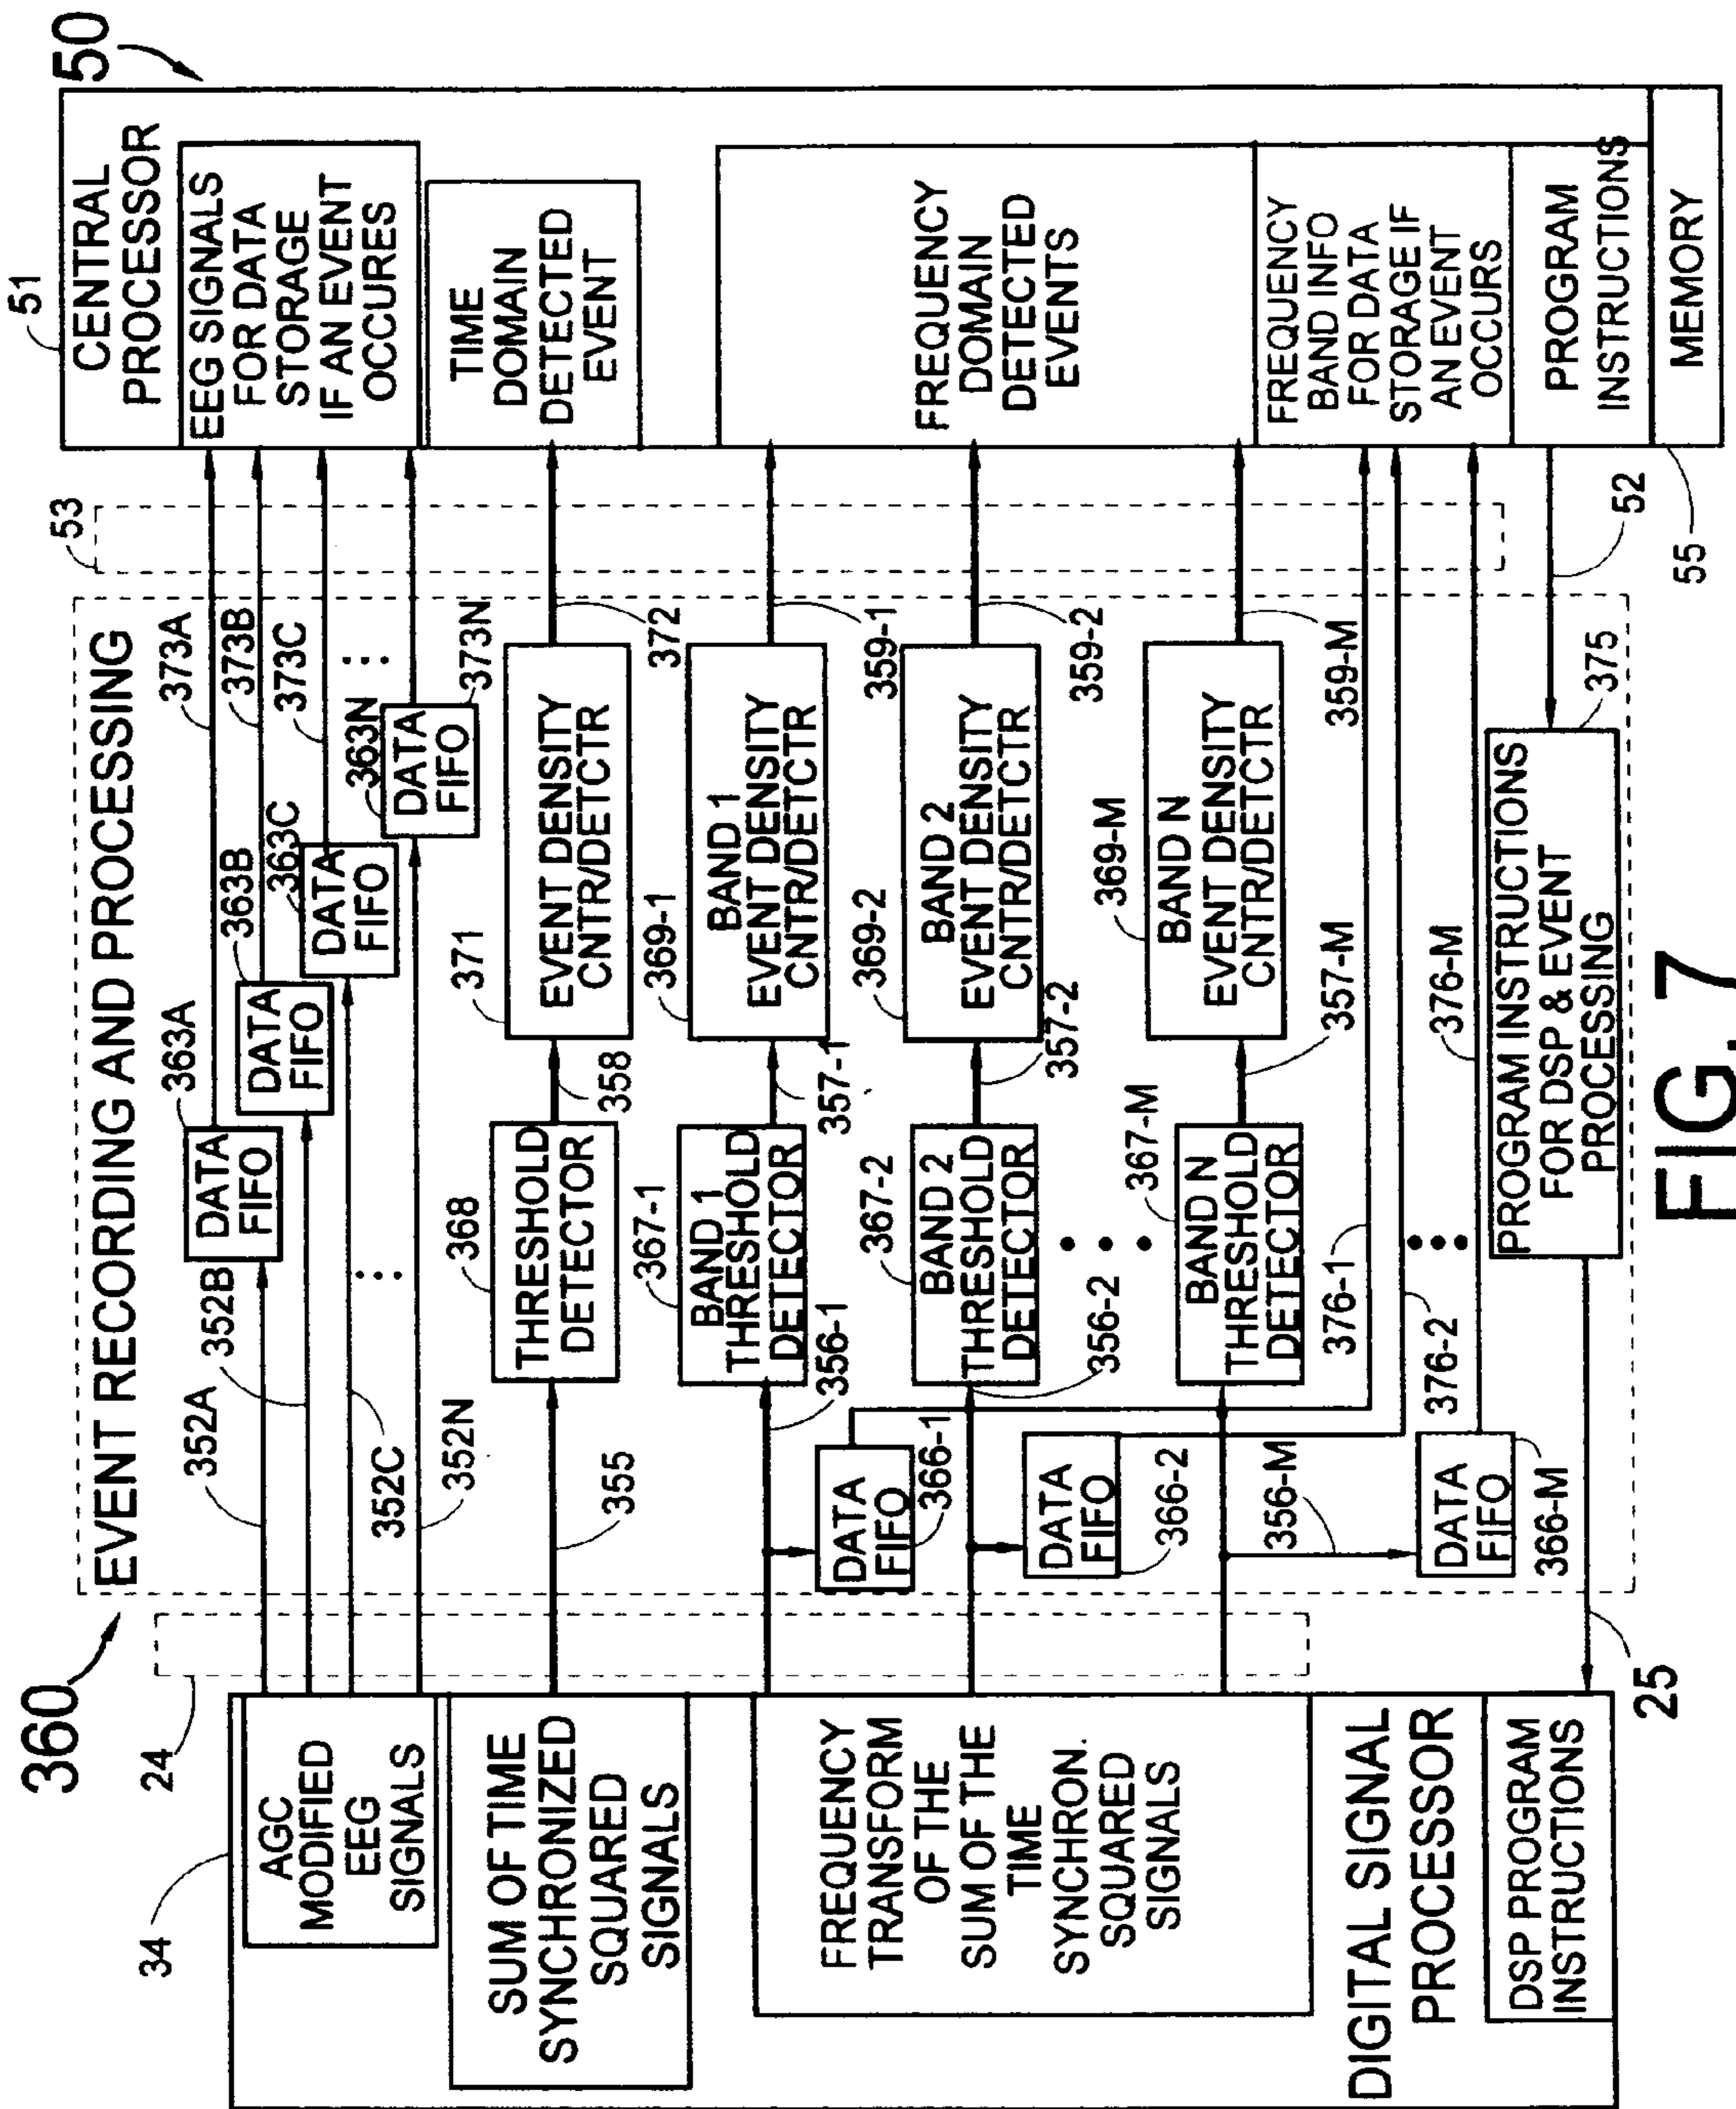 360
EVENT RECORDING AND PROCESSING
50
34
24
53
51
AGC
MODIFIED
EEG
SIGNALS
SUM OF TIME
SYNCHRONIZED
SQUARED
SIGNALS
FREQUENCY
TRANSFORM
OF THE
SUM OF THE
TIME
SYNCHRON.
SQUARED
SIGNALS
DIGITAL SIGNAL
PROCESSOR
DSP PROGRAM
INSTRUCTIONS
25
352A
352B
352C
352N
363A
DATA
FIFO
363B
DATA
FIFO
363C
DATA
FIFO
363N
DATA
FIFO
373A
373B
373C
373N
355
368
THRESHOLD
DETECTOR
358
371
EVENT DENSITY
CNTR/DETCTR
372
367-1
BAND 1
THRESHOLD
DETECTOR
356-1
357-1
369-1
BAND 1
EVENT DENSITY
CNTR/DETCTR
359-1
DATA
FIFO
366-1
367-2
BAND 2
THRESHOLD
DETECTOR
356-2
357-2
369-2
BAND 2
EVENT DENSITY
CNTR/DETCTR
359-2
DATA
FIFO
366-2
367-M
BAND N
THRESHOLD
DETECTOR
356-M
357-M
369-M
BAND N
EVENT DENSITY
CNTR/DETCTR
359-M
DATA
FIFO
366-M
376-1
376-2
376-M
PROGRAM INSTRUCTIONS
FOR DSP & EVENT
PROCESSING
375
52
CENTRAL
PROCESSOR
EEG SIGNALS
FOR DATA
STORAGE
IF AN EVENT
OCCURES
TIME
DOMAIN
DETECTED
EVENT
FREQUENCY
DOMAIN
DETECTED
EVENTS
FREQUENCY
BAND INFO
FOR DATA
STORAGE IF
AN EVENT
OCCURS
PROGRAM
INSTRUCTIONS
MEMORY
55
FIG. 7